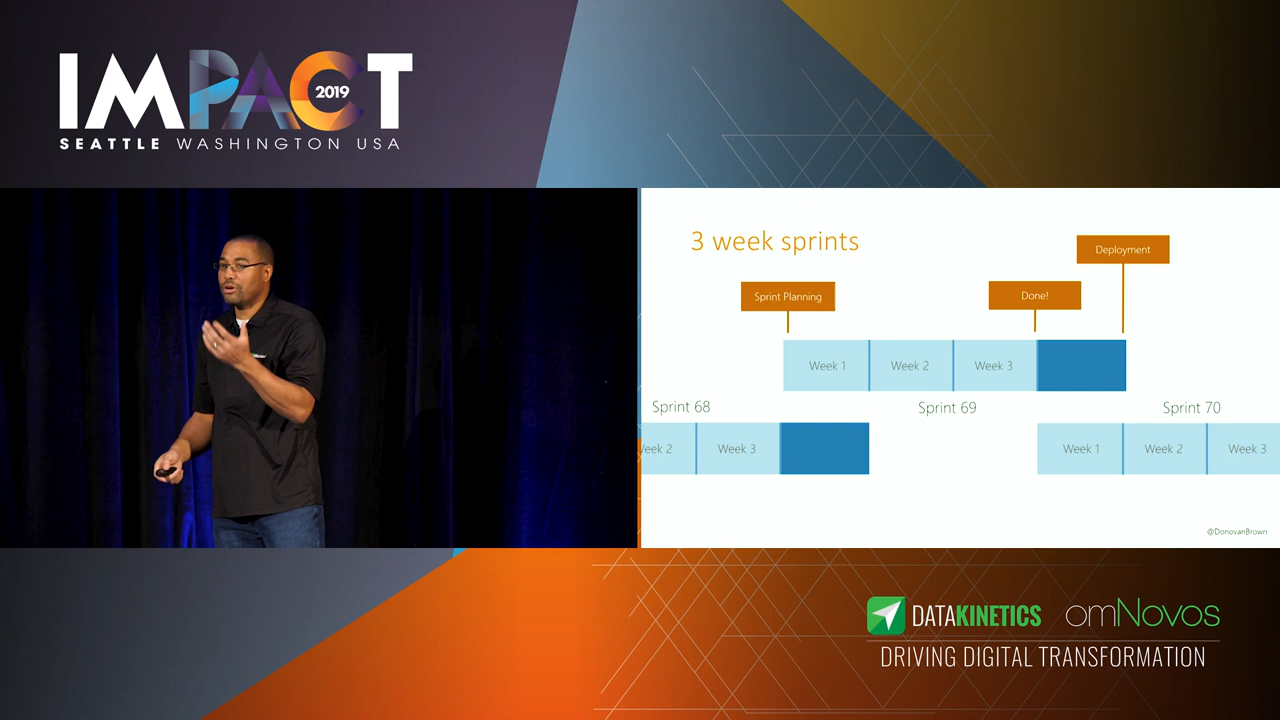 IMPACT
2019
SEATTLE WASHINGTON USA
3 week sprints
Deployment
Sprint Planning
Done!
Week 1
Week 2
Week 3
Sprint 68
Sprint 69
Sprint 70
Week 2
Week 3
Week 1
Week 2
Week 3
@DonovanBrown
DATAKINETICS
omNovos
DRIVING DIGITAL TRANSFORMATION